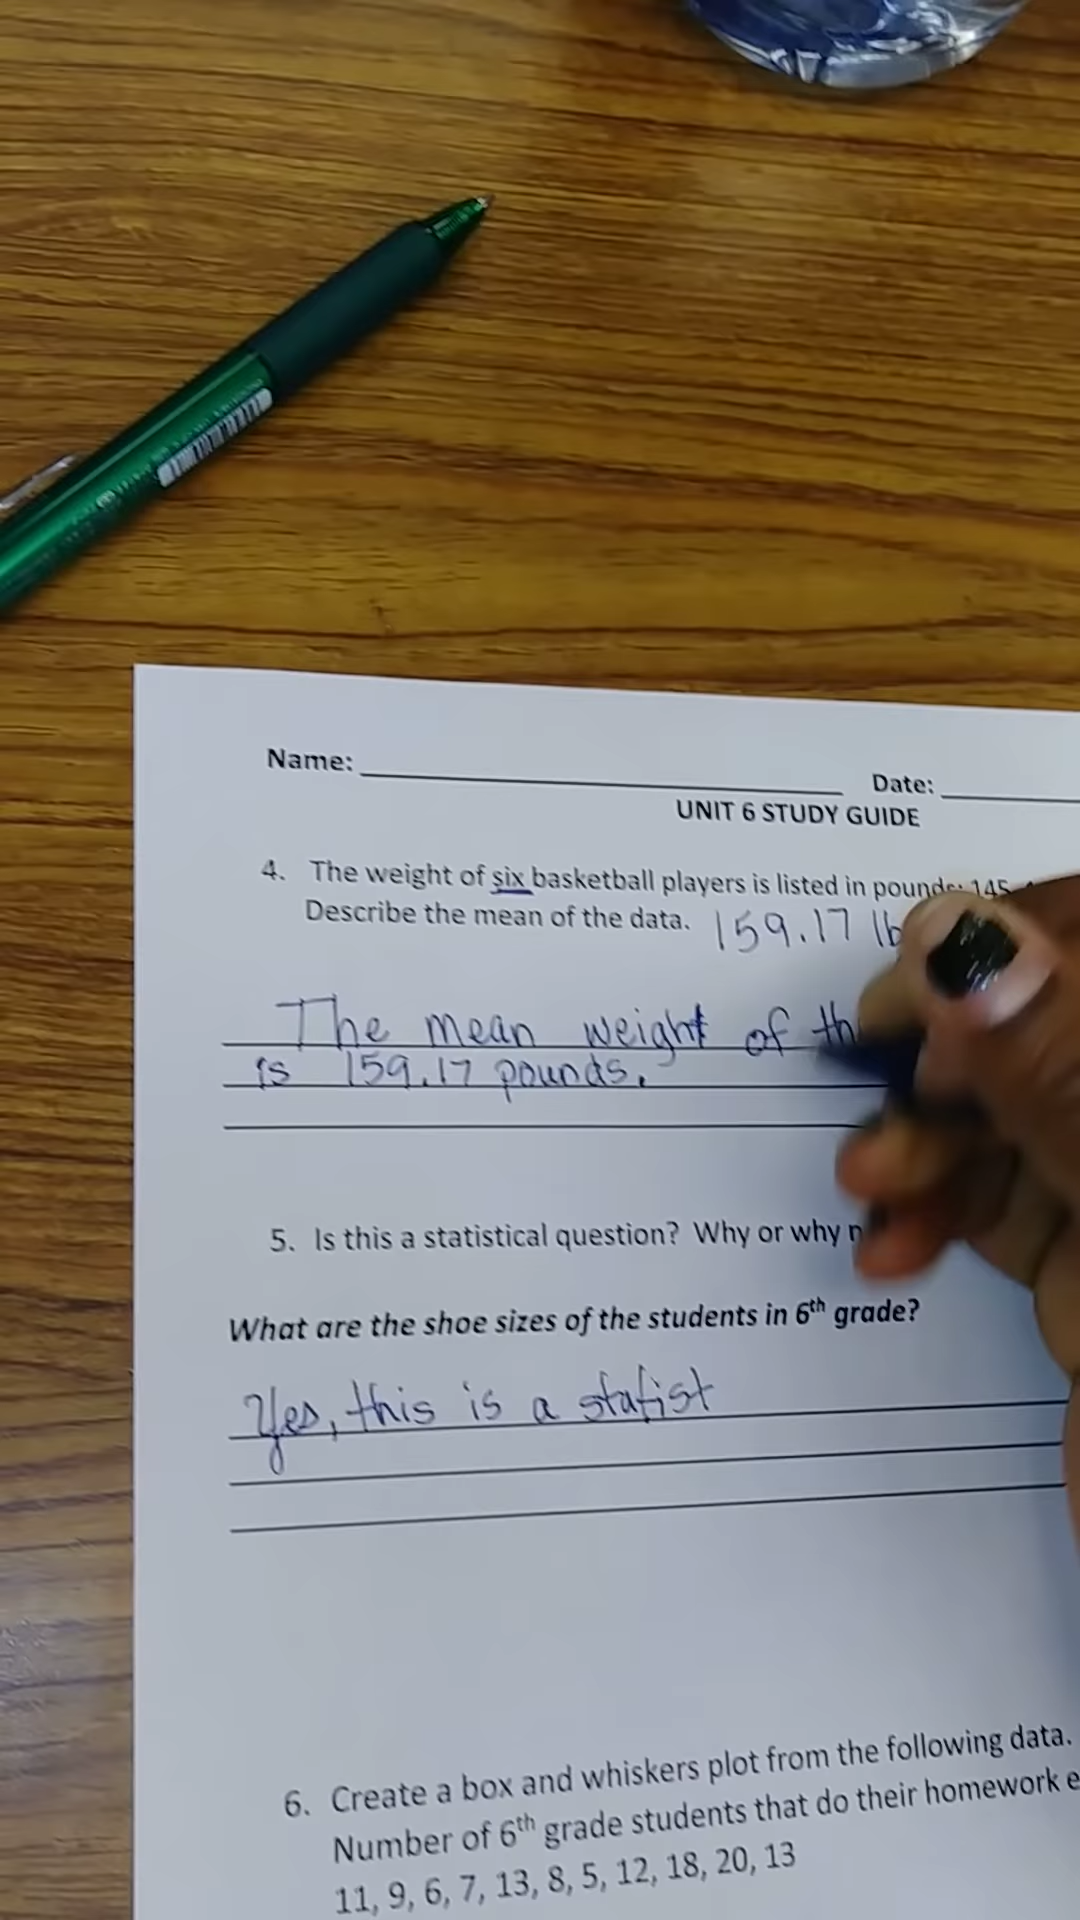 Name: Date:
UNIT 6 STUDY GUIDE
4. The weight of six basketball players is listed in pounds: 145
Describe the mean of the data. 159.17 lb
The mean weight of th
is 159.17 pounds.
5. Is this a statistical question? Why or why n
What are the shoe sizes of the students in 6th grade?
Yes, this is a statist
6. Create a box and whiskers plot from the following data.
Number of 6th grade students that do their homework e
11, 9, 6, 7, 13, 8, 5, 12, 18, 20, 13